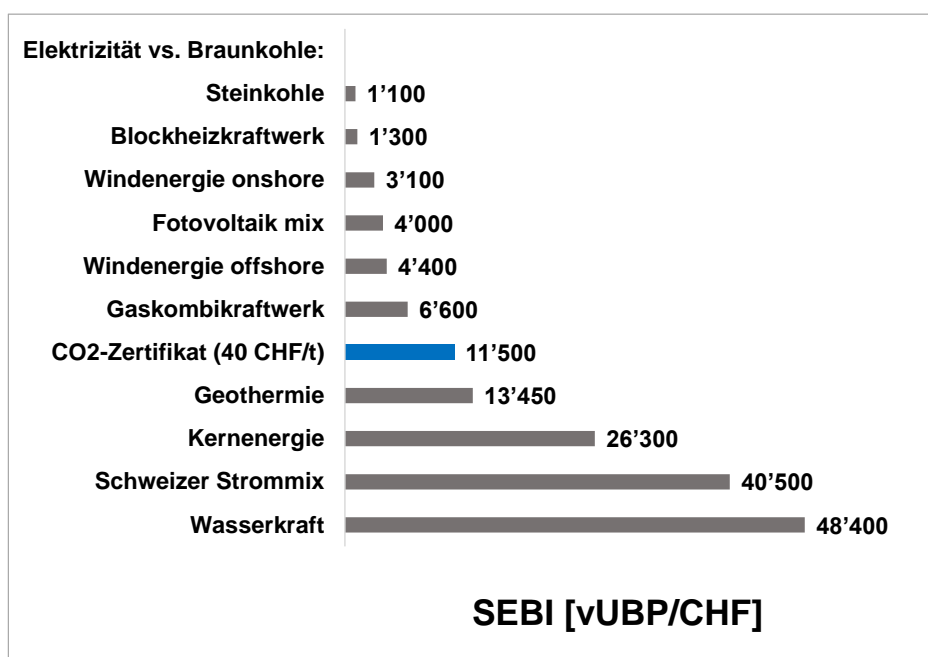 Elektrizität vs. Braunkohle:
Steinkohle 1’100
Blockheizkraftwerk 1’300
Windenergie onshore 3’100
Fotovoltaik mix 4’000
Windenergie offshore 4’400
Gaskombikraftwerk 6’600
CO2-Zertifikat (40 CHF/t) 11’500
Geothermie 13’450
Kernenergie 26’300
Schweizer Strommix 40’500
Wasserkraft 48’400
SEBI [vUBP/CHF]